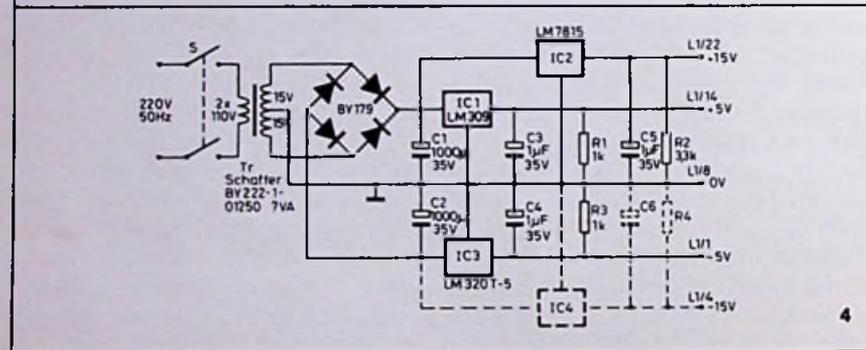 LM7815
S
IC2
L1/22
+15V
220V
50Hz
2x
110V
15V
15V
BY179
IC1
LM309
L1/14
+5V
C1
1000µ
35V
C3
1µF
35V
R1
1k
C5
1µF
35V
R2
3,3k
L1/8
0V
Tr
Schaffer
BY222-1-
01250 7VA
C2
1000µ
35V
C4
1µF
35V
R3
1k
C6
R4
IC3
LM320T-5
L1/1
-5V
IC4
L1/4
-15V
4